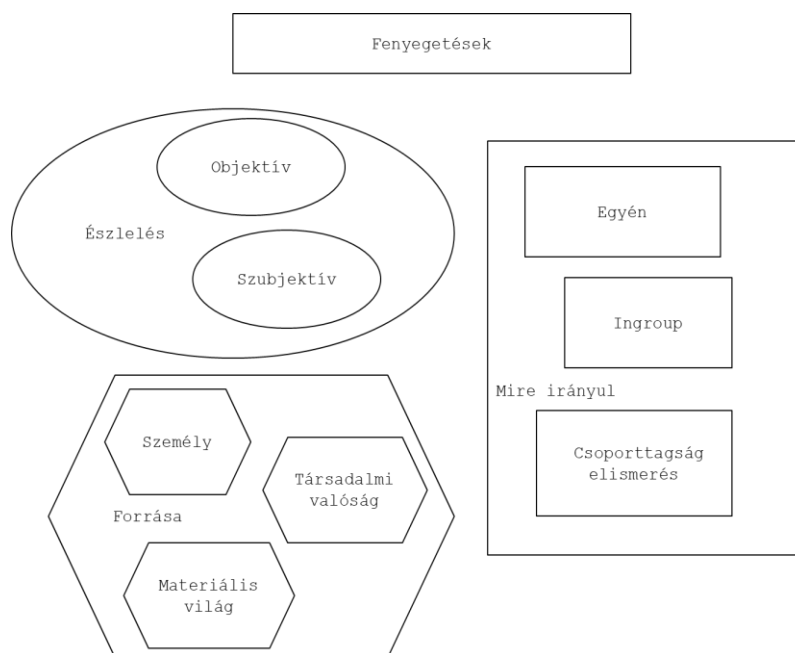 Fenyegetések
Objektív
Észlelés
Szubjektív
Egyén
Ingroup
Mire irányul
Csoporttagság
elismerés
Személy
Társadalmi
valóság
Forrása
Materiális
világ